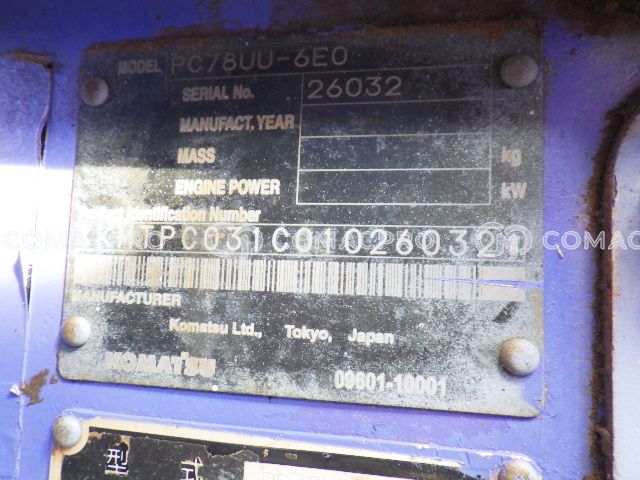 MODEL PC78UU-6E0
SERIAL No. 26032
MANUFACT. YEAR
MASS kg
ENGINE POWER kW
Identification Number
MANUFACTURER
Komatsu Ltd., Tokyo, Japan
KOMATSU 09601-10001
型 式